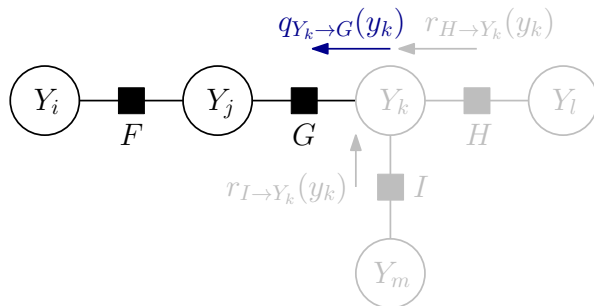 q_{Y_k→G}(y_k) r_{H→Y_k}(y_k)
Y_i Y_j Y_k Y_l
F G H
r_{I→Y_k}(y_k) I
Y_m